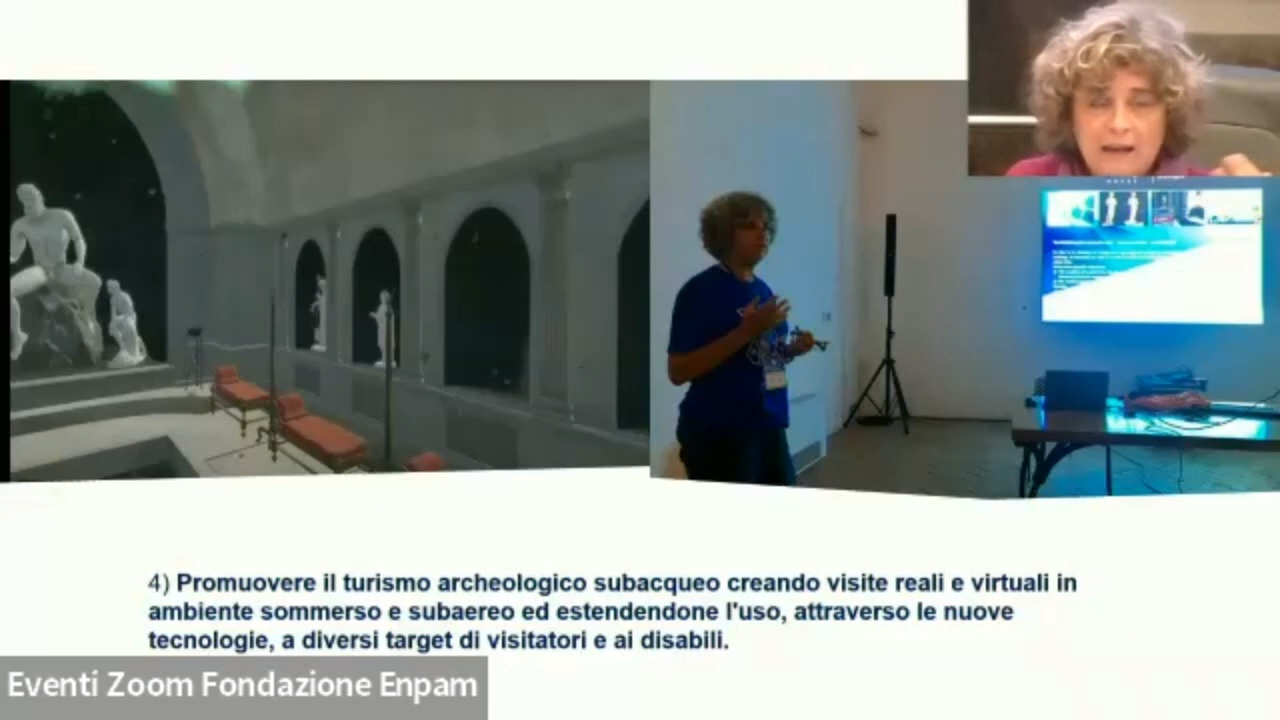 4) Promuovere il turismo archeologico subacqueo creando visite reali e virtuali in
ambiente sommerso e subaereo ed estendendone l'uso, attraverso le nuove
tecnologie, a diversi target di visitatori e ai disabili.
Eventi Zoom Fondazione Enpam